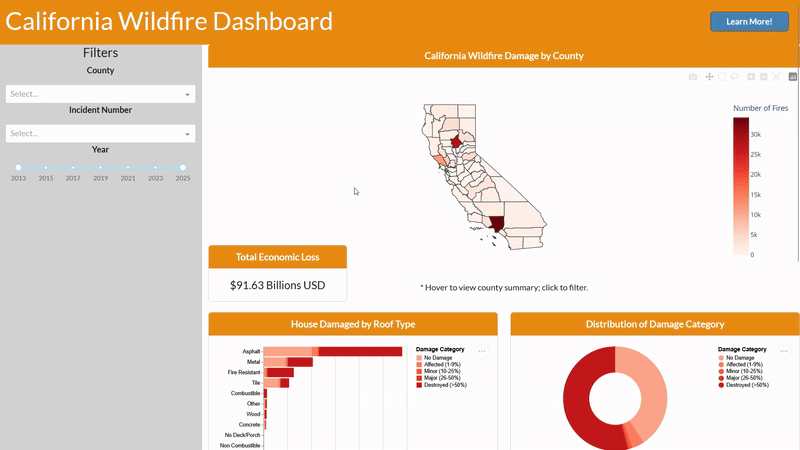 California Wildfire Dashboard
Learn More!
Filters
County
Select...
Incident Number
Select...
Year
2013 2015 2017 2019 2021 2023 2025
California Wildfire Damage by County
Number of Fires
30k
25k
20k
15k
10k
5k
0
Total Economic Loss
$91.63 Billions USD
* Hover to view county summary; click to filter.
House Damaged by Roof Type
Asphalt
Metal
Fire Resistant
Tile
Combustible
Other
Wood
Concrete
No Deck/Porch
Non Combustible
Damage Category
No Damage
Affected (1-9%)
Minor (10-25%)
Major (26-50%)
Destroyed (>50%)
Distribution of Damage Category
Damage Category
No Damage
Affected (1-9%)
Minor (10-25%)
Major (26-50%)
Destroyed (>50%)